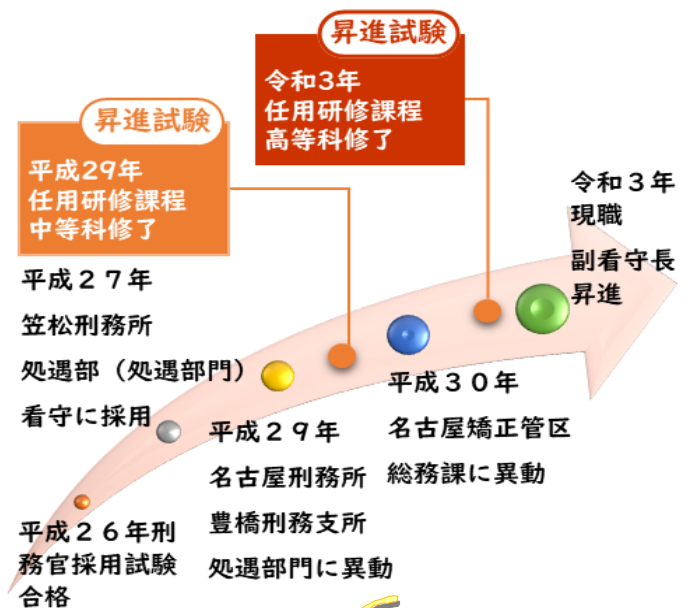 昇進試験
令和3年
任用研修課程
高等科修了
昇進試験
平成29年
任用研修課程
中等科修了
令和３年
現職
副看守長
昇進
平成２７年
笠松刑務所
処遇部（処遇部門）
看守に採用
平成３０年
名古屋矯正管区
総務課に異動
平成２９年
名古屋刑務所
豊橋刑務支所
処遇部門に異動
平成２６年刑
務官採用試験
合格